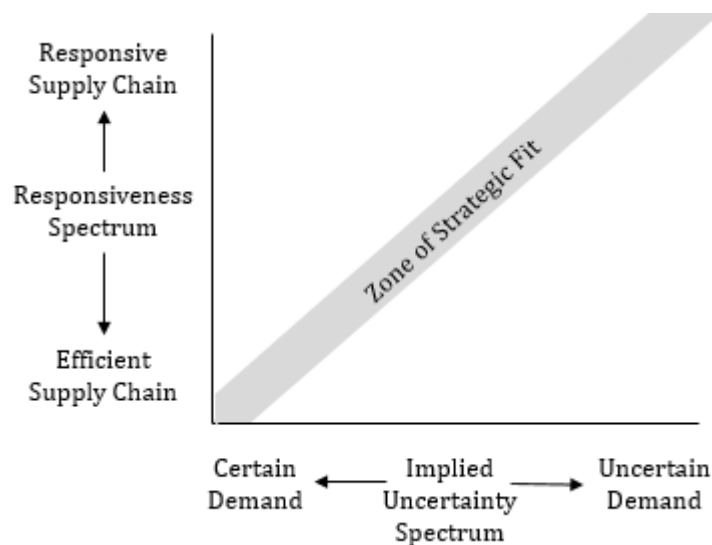 Responsive
Supply Chain
Responsiveness
Spectrum
Efficient
Supply Chain
Zone of Strategic Fit
Certain
Demand
Implied
Uncertainty
Spectrum
Uncertain
Demand